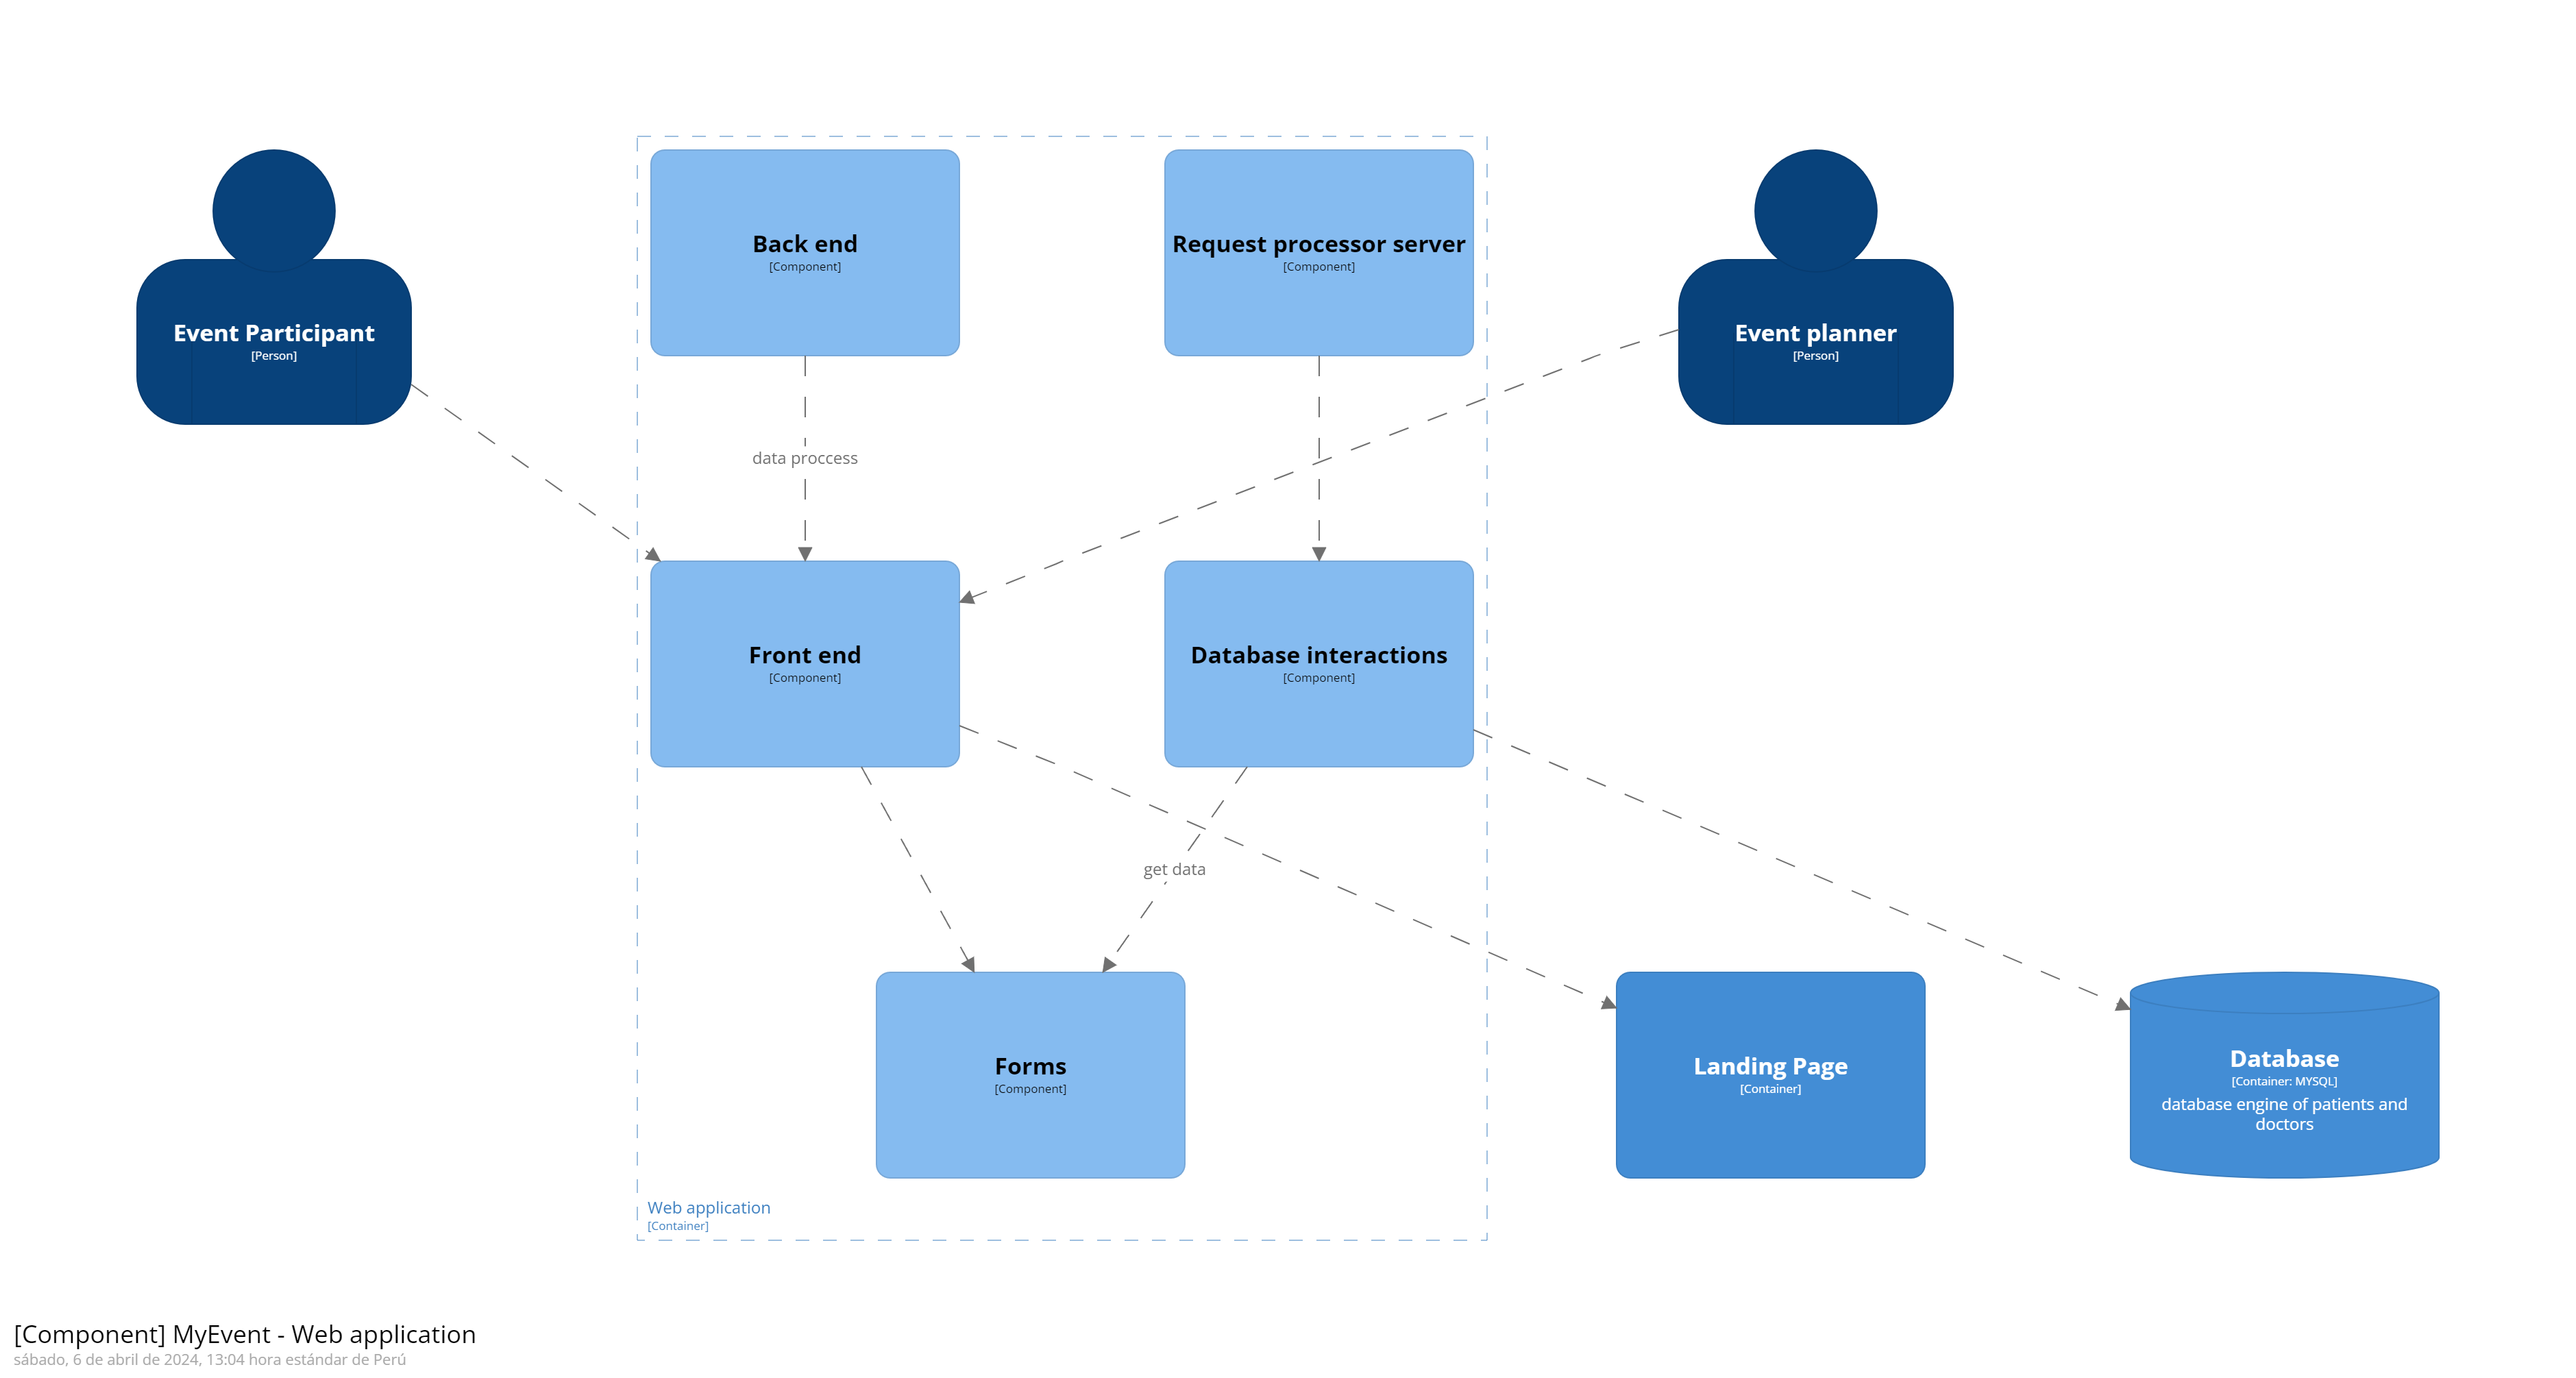 Back end
[Component]
Request processor server
[Component]
Event Participant
[Person]
Event planner
[Person]
data proccess
Front end
[Component]
Database interactions
[Component]
get data
Forms
[Component]
Landing Page
[Container]
Database
[Container: MYSQL]
database engine of patients and
doctors
Web application
[Container]
[Component] MyEvent - Web application
sábado, 6 de abril de 2024, 13:04 hora estándar de Perú